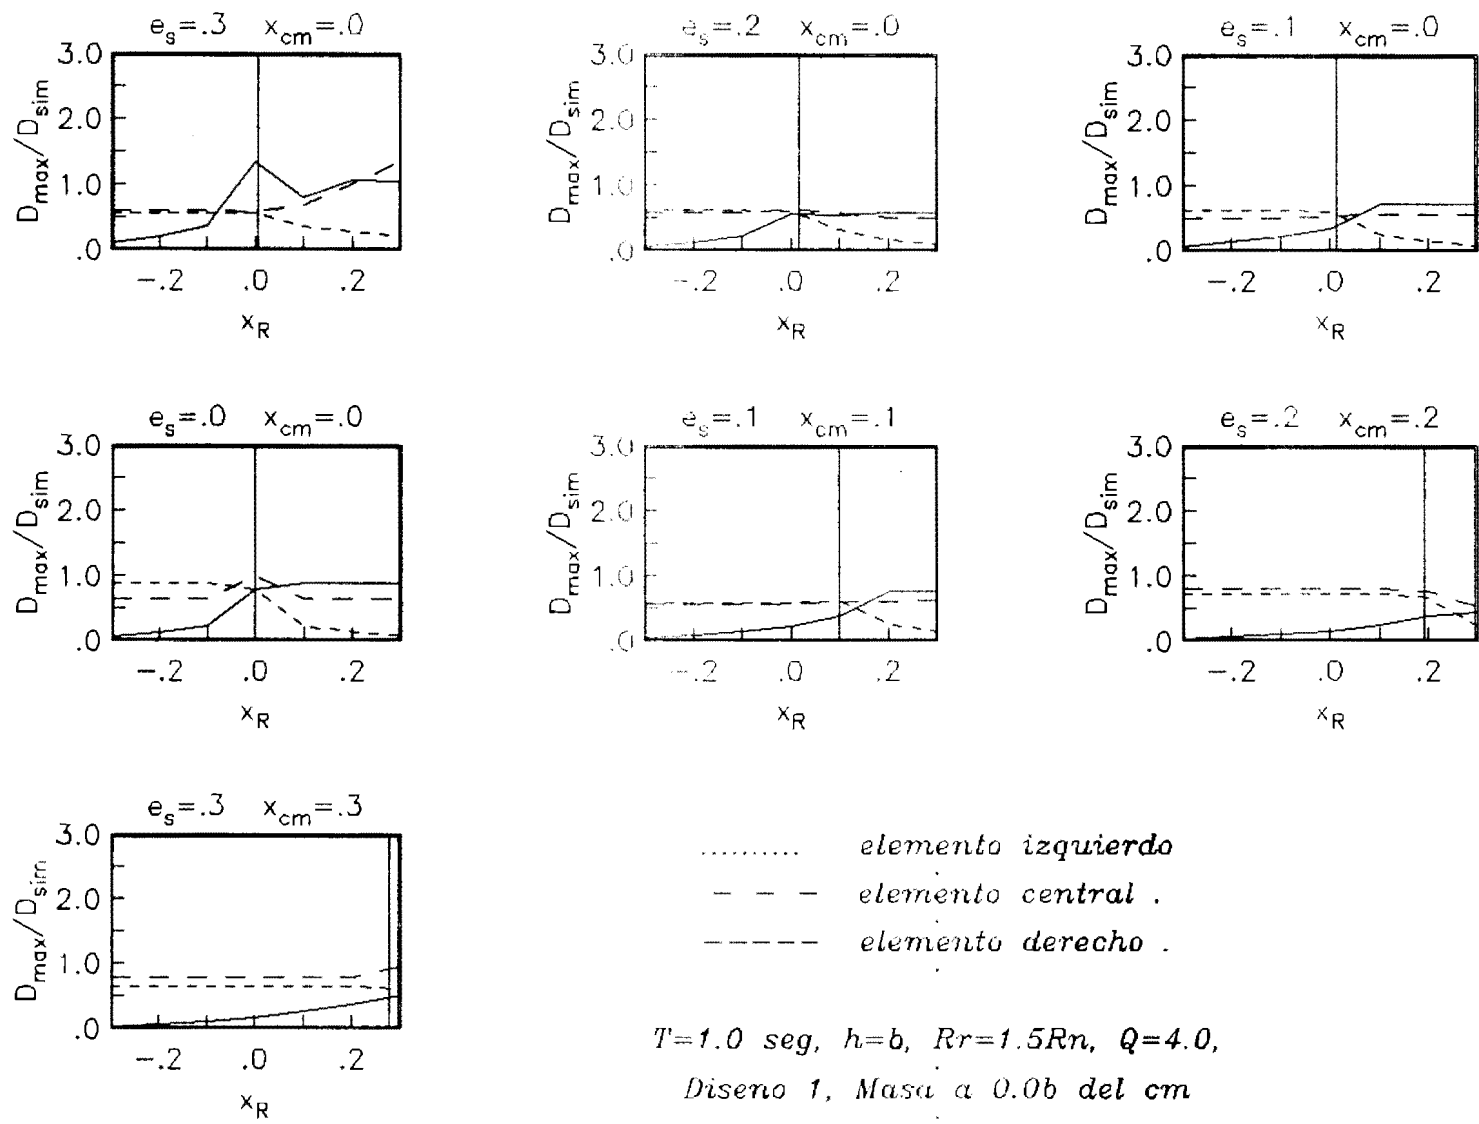 e_s=.3 x_cm=.0
D_max/D_sim
3.0
2.0
1.0
.0
-.2 .0 .2
x_R
e_s=.2 x_cm=.0
D_max/D_sim
3.0
2.0
1.0
.0
-.2 .0 .2
x_R
e_s=.1 x_cm=.0
D_max/D_sim
3.0
2.0
1.0
.0
-.2 .0 .2
x_R
e_s=.0 x_cm=.0
D_max/D_sim
3.0
2.0
1.0
.0
-.2 .0 .2
x_R
e_s=.1 x_cm=.1
D_max/D_sim
3.0
2.0
1.0
.0
-.2 .0 .2
x_R
e_s=.2 x_cm=.2
D_max/D_sim
3.0
2.0
1.0
.0
-.2 .0 .2
x_R
e_s=.3 x_cm=.3
D_max/D_sim
3.0
2.0
1.0
.0
-.2 .0 .2
x_R
elemento izquierdo
elemento central .
elemento derecho .
T=1.0 seg, h=b, Rr=1.5Rn, Q=4.0,
Diseno 1, Masa a 0.0b del cm